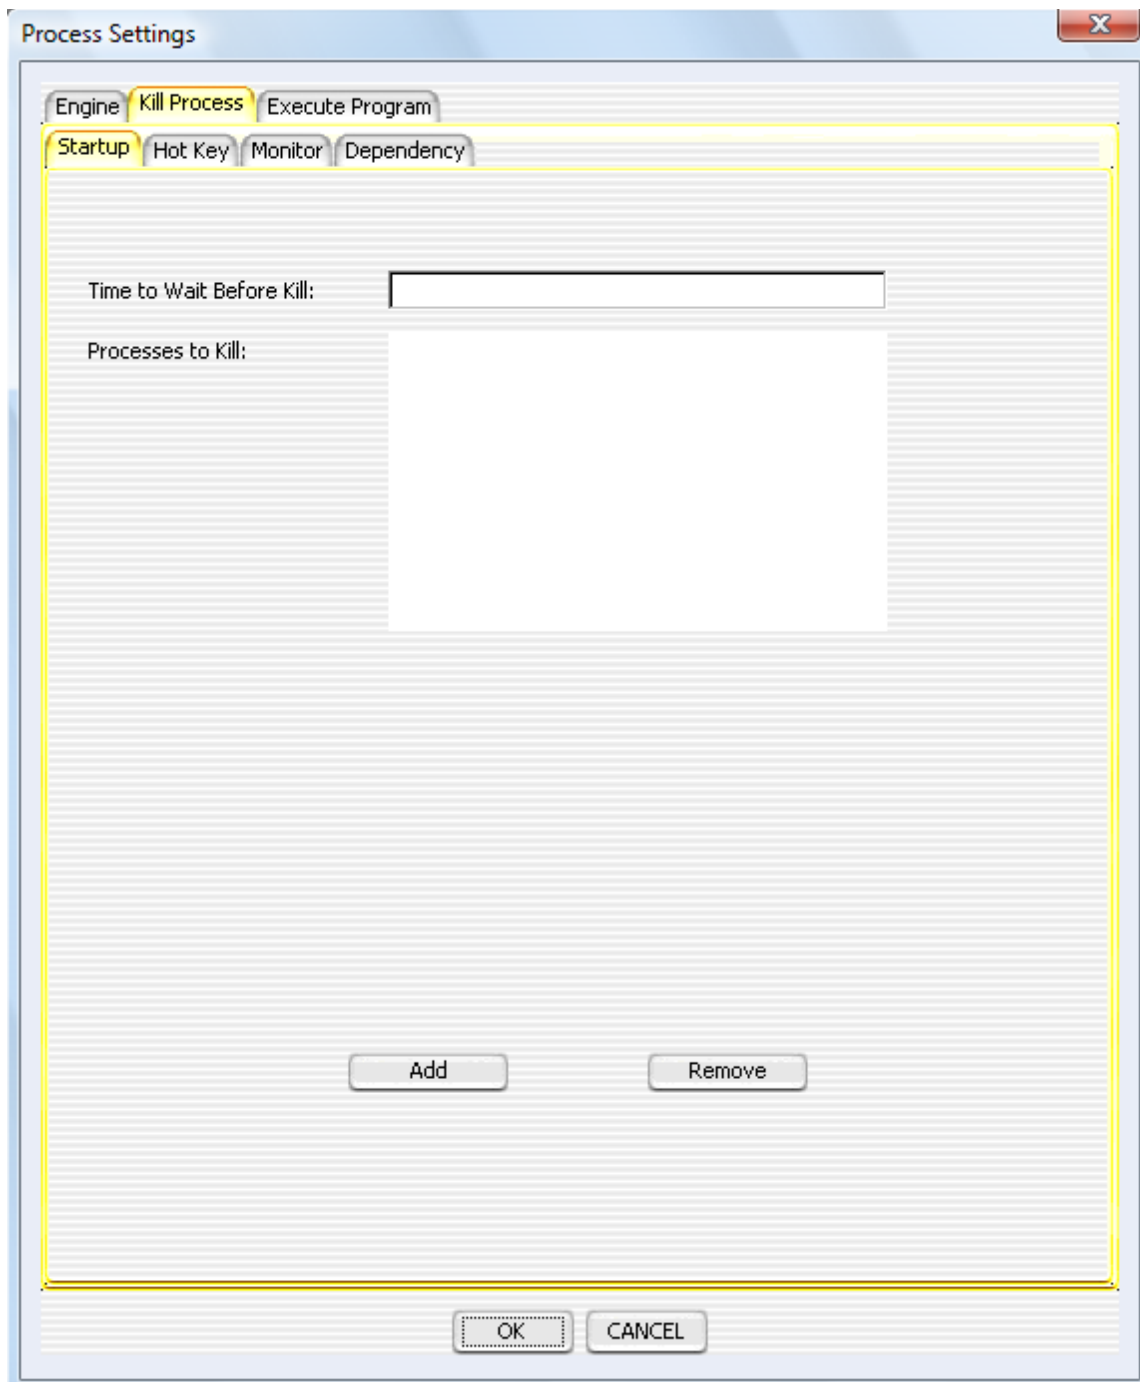 Process Settings
Engine Kill Process Execute Program
Startup Hot Key Monitor Dependency
Time to Wait Before Kill:
Processes to Kill:
Add Remove
OK CANCEL